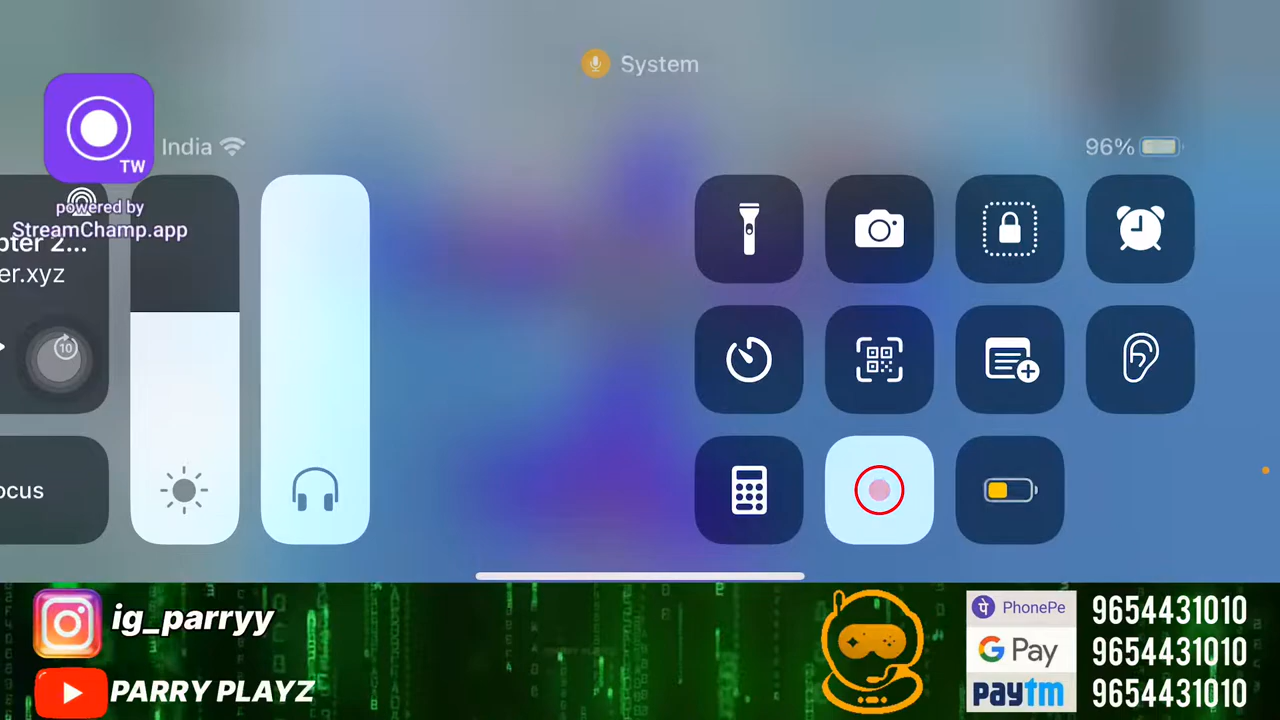 System
India
96%
TW
powered by
StreamChamp.app
pter 2...
er.xyz
10
ocus
ig_parryy
PARRY PLAYZ
PhonePe 9654431010
G Pay 9654431010
paytm 9654431010